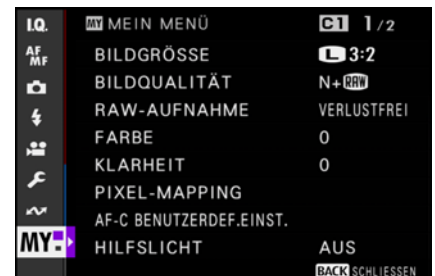 I.Q. MY MEIN MENÜ C1 1/2
AF MF
BILDGRÖSSE L 3:2
BILDQUALITÄT N+RAW
RAW-AUFNAHME VERLUSTFREI
FARBE 0
KLARHEIT 0
PIXEL-MAPPING
AF-C BENUTZERDEF.EINST.
MY HILFSLICHT AUS
BACK SCHLIESSEN